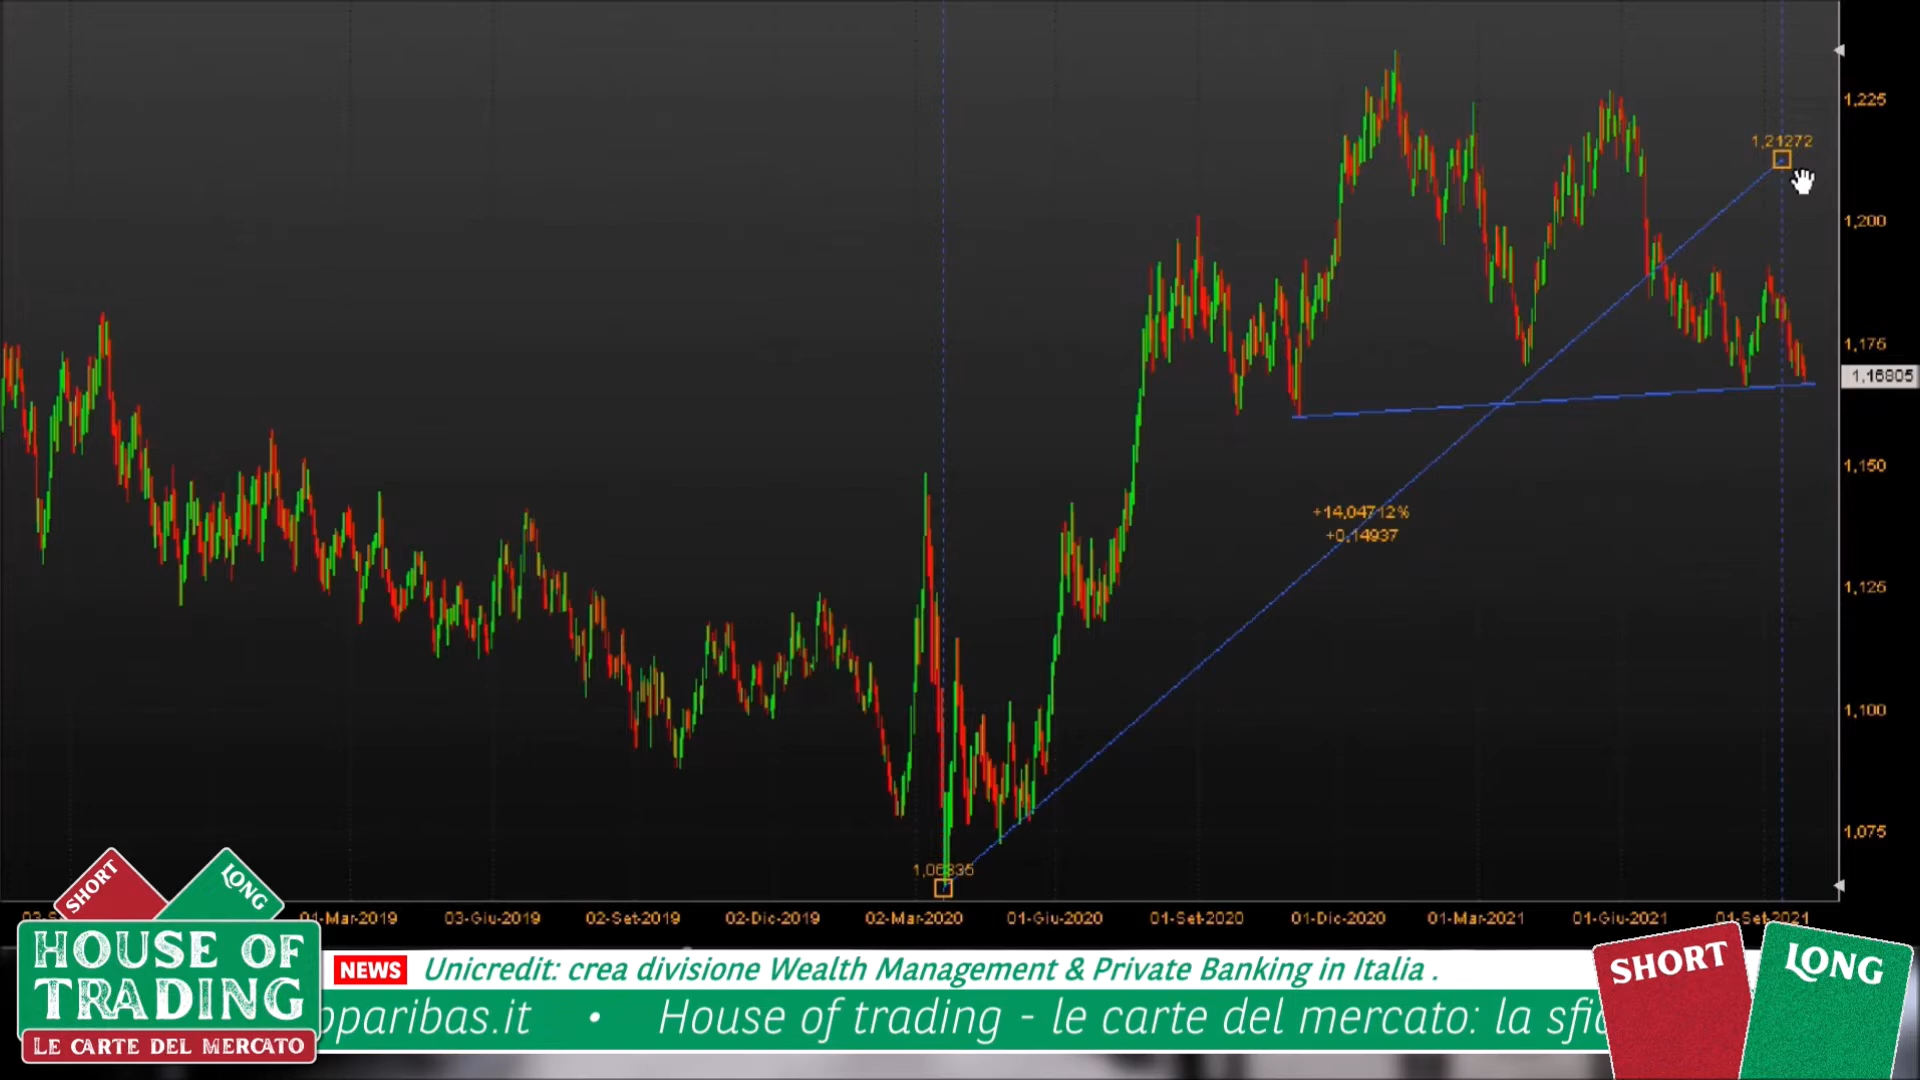 1,225
1,21272
1,200
1,175
1,16805
1,150
+14,04712%
+0,14937
1,125
1,100
1,075
1,06335
01-Mar-2019
03-Giu-2019
02-Set-2019
02-Dic-2019
02-Mar-2020
01-Giu-2020
01-Set-2020
01-Dic-2020
01-Mar-2021
01-Giu-2021
01-Set-2021
SHORT
LONG
HOUSE OF
TRADING
LE CARTE DEL MERCATO
NEWS Unicredit: crea divisione Wealth Management & Private Banking in Italia .
pparibas.it • House of trading - le carte del mercato: la sfi
SHORT
LONG